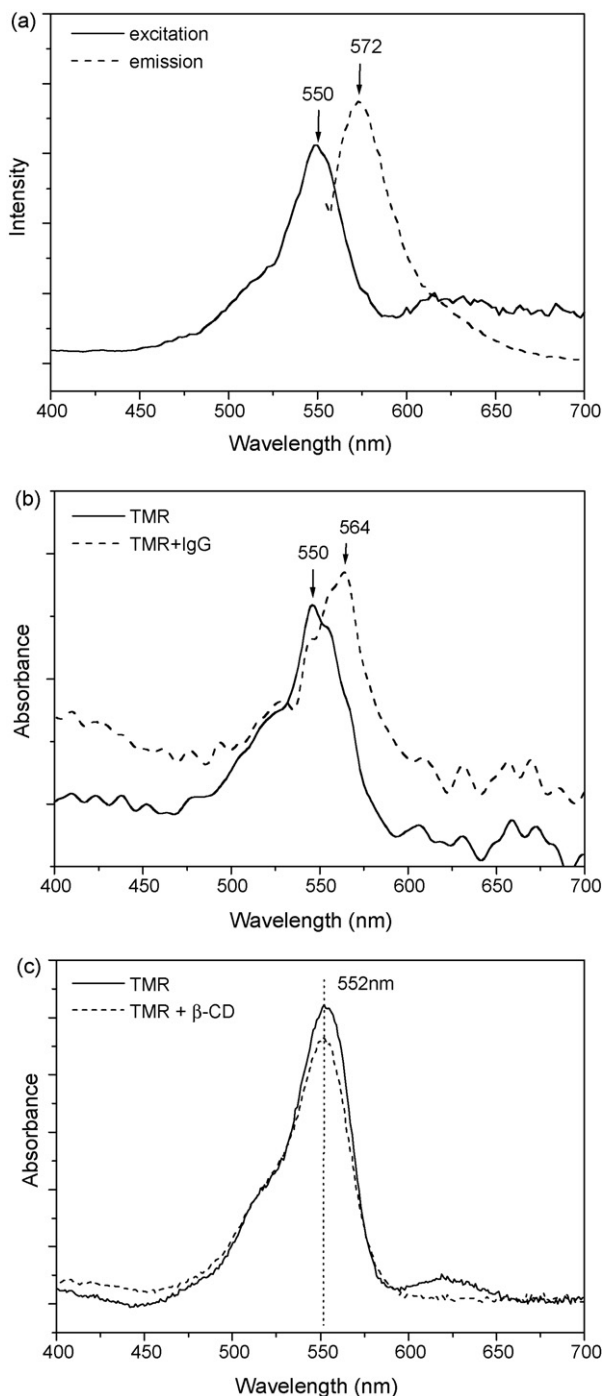 (a)
excitation
emission
572
550
Intensity
400 450 500 550 600 650 700
Wavelength (nm)
(b)
TMR
TMR+IgG
564
550
Absorbance
400 450 500 550 600 650 700
Wavelength (nm)
(c)
TMR
TMR + β-CD
552nm
Absorbance
400 450 500 550 600 650 700
Wavelength (nm)